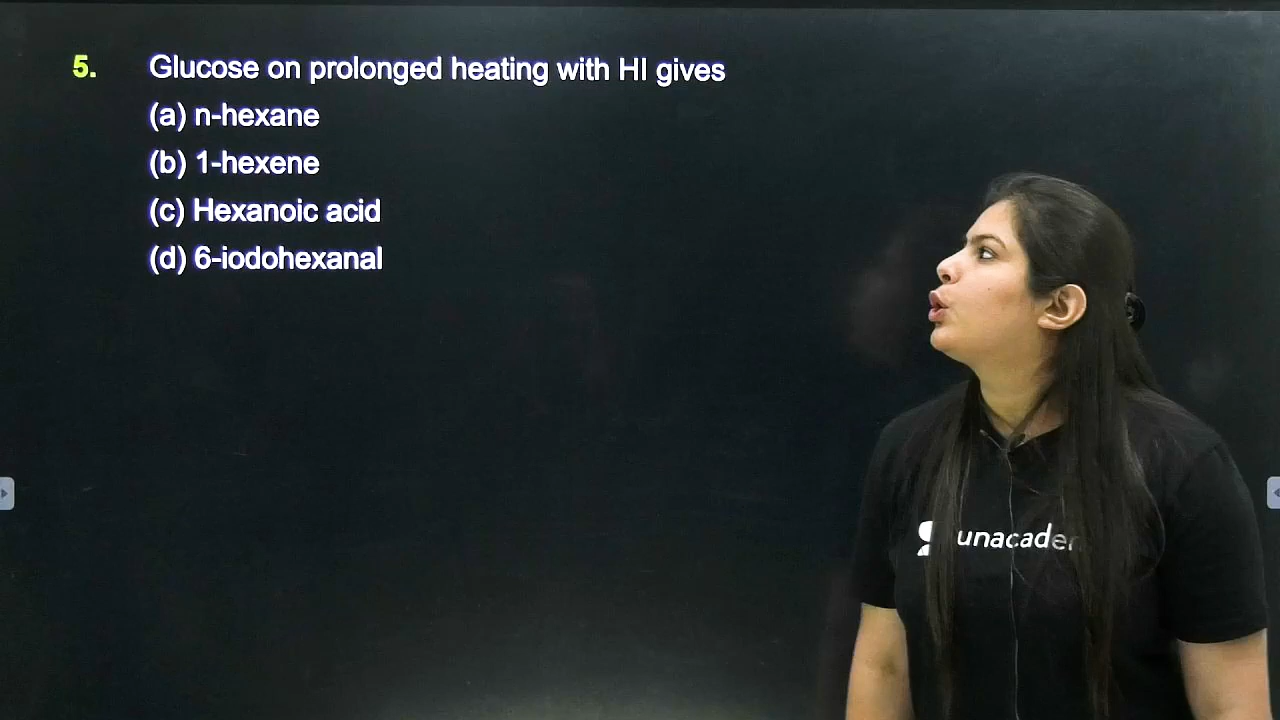 5. Glucose on prolonged heating with HI gives
(a) n-hexane
(b) 1-hexene
(c) Hexanoic acid
(d) 6-iodohexanal